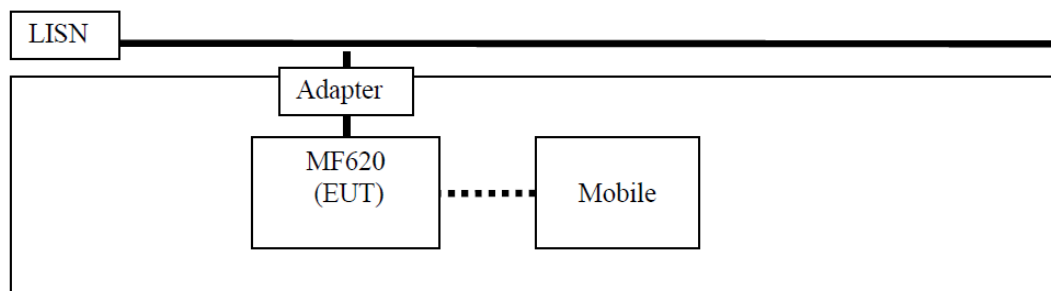 LISN
Adapter
MF620
(EUT)
Mobile